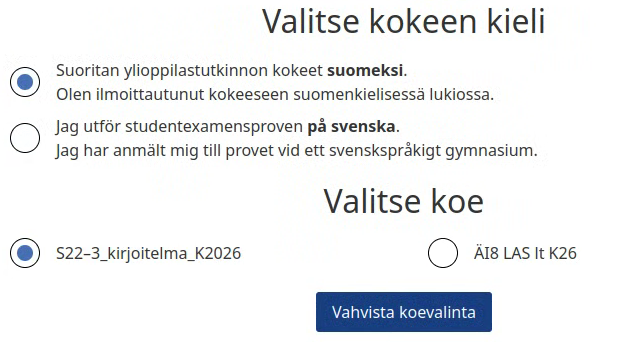 Valitse kokeen kieli
Suoritan ylioppilastutkinnon kokeet suomeksi.
Olen ilmoittautunut kokeeseen suomenkielisessä lukiossa.
Jag utför studentexamensproven på svenska.
Jag har anmält mig till provet vid ett svenskspråkigt gymnasium.
Valitse koe
S22–3_kirjoitelma_K2026
ÄI8 LAS lt K26
Vahvista koevalinta